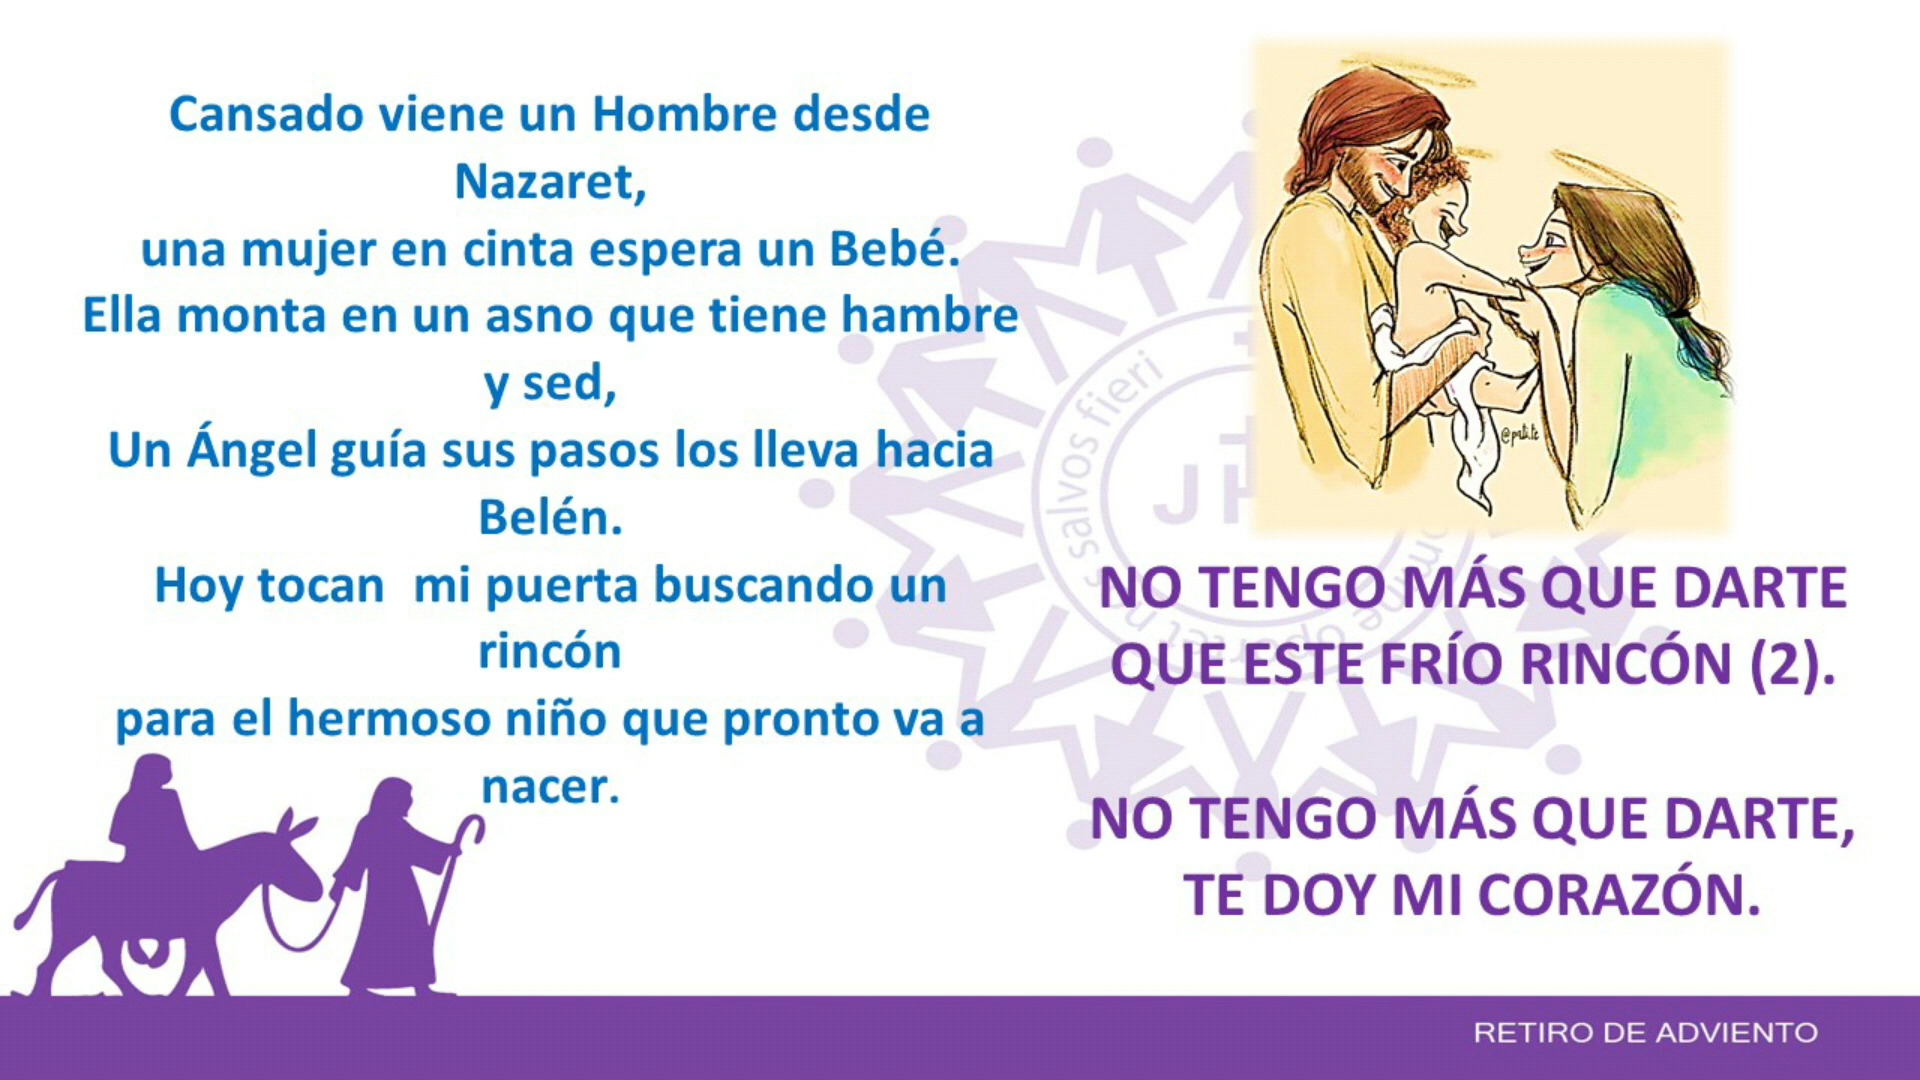 Cansado viene un Hombre desde
Nazaret,
una mujer en cinta espera un Bebé.
Ella monta en un asno que tiene hambre
y sed,
Un Ángel guía sus pasos los lleva hacia
Belén.
Hoy tocan  mi puerta buscando un
rincón
para el hermoso niño que pronto va a
nacer.
NO TENGO MÁS QUE DARTE
QUE ESTE FRÍO RINCÓN (2).
NO TENGO MÁS QUE DARTE,
TE DOY MI CORAZÓN.
salvos fieri
RETIRO DE ADVIENTO